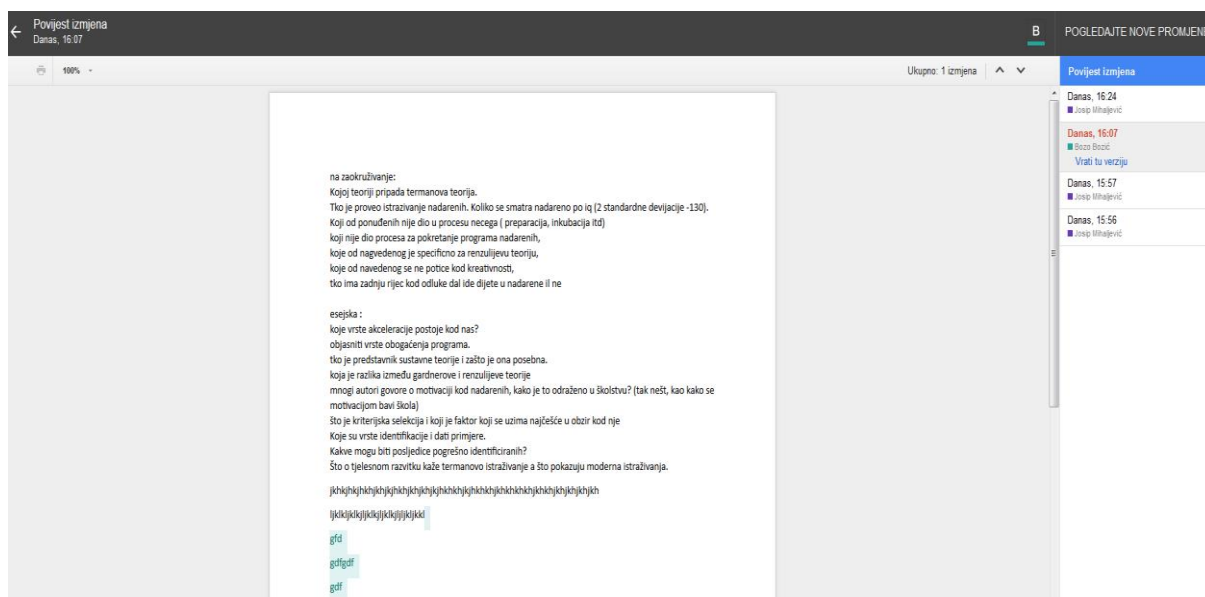 Povijest izmjena
Danas, 16:07
B
POGLEDAJTE NOVE PROMJENE
100%
Ukupno: 1 izmjena
Povijest izmjena
Danas, 16:24
Josip Mihaljević
Danas, 16:07
Bozo Bozić
Vrati tu verziju
Danas, 15:57
Josip Mihaljević
Danas, 15:56
Josip Mihaljević
na zaokruživanje:
Kojoj teoriji pripada termanova teorija.
Tko je proveo istrazivanje nadarenih. Koliko se smatra nadareno po iq (2 standardne devijacije -130).
Koji od ponuđenih nije dio u procesu necega ( preparacija, inkubacija itd)
koji nije dio procesa za pokretanje programa nadarenih,
koje od nagvedenog je specificno za renzulijevu teoriju,
koje od navedenog se ne potice kod kreativnosti,
tko ima zadnju rijec kod odluke dal ide dijete u nadarene il ne
esejska :
koje vrste akceleracije postoje kod nas?
objasniti vrste obogaćenja programa.
tko je predstavnik sustavne teorije i zašto je ona posebna.
koja je razlika između gardnerove i renzulijeve teorije
mnogi autori govore o motivaciji kod nadarenih, kako je to odraženo u školstvu? (tak nešt, kao kako se
motivacijom bavi škola)
što je kriterijska selekcija i koji je faktor koji se uzima najčešće u obzir kod nje
Koje su vrste identifikacije i dati primjere.
Kakve mogu biti posljedice pogrešno identificiranih?
Što o tjelesnom razvitku kaže termanovo istraživanje a što pokazuju moderna istraživanja.
gfd
gdfgdf
gdf